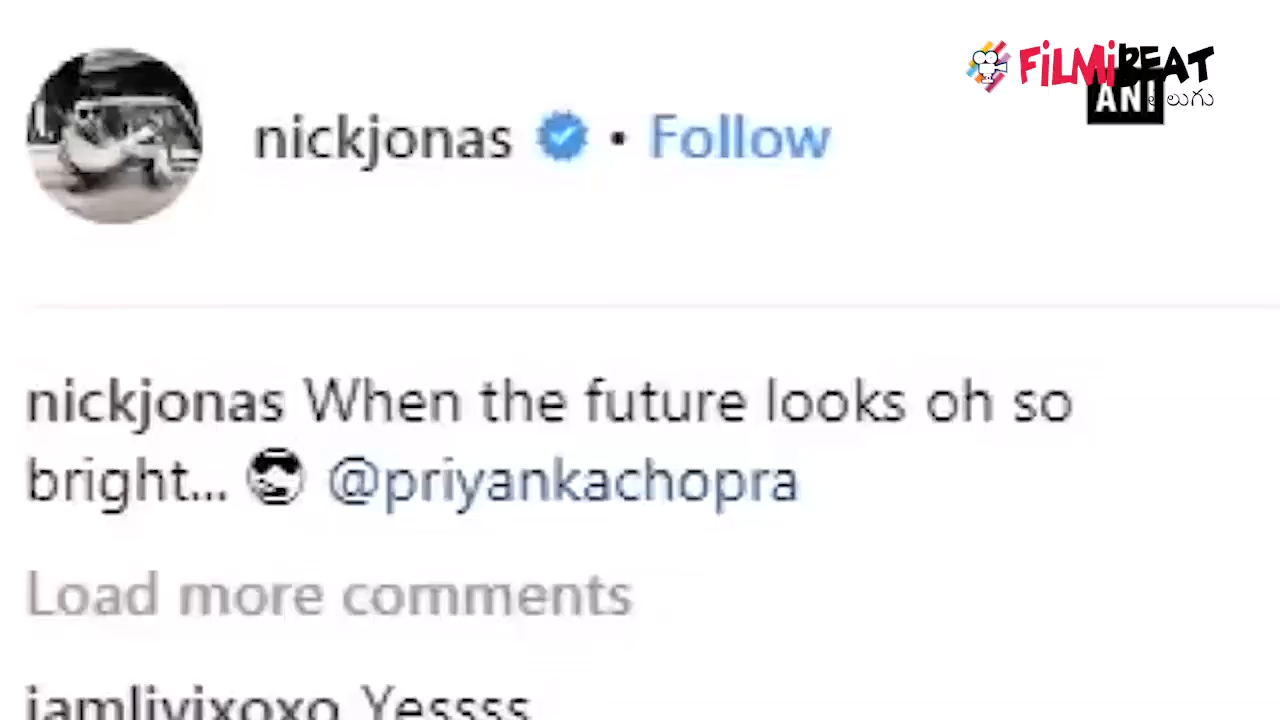 FiLMiBEAT
ANI
తెలుగు
nickjonas • Follow
nickjonas When the future looks oh so
bright... 😎 @priyankachopra
Load more comments
iamlivixoxo Yessss